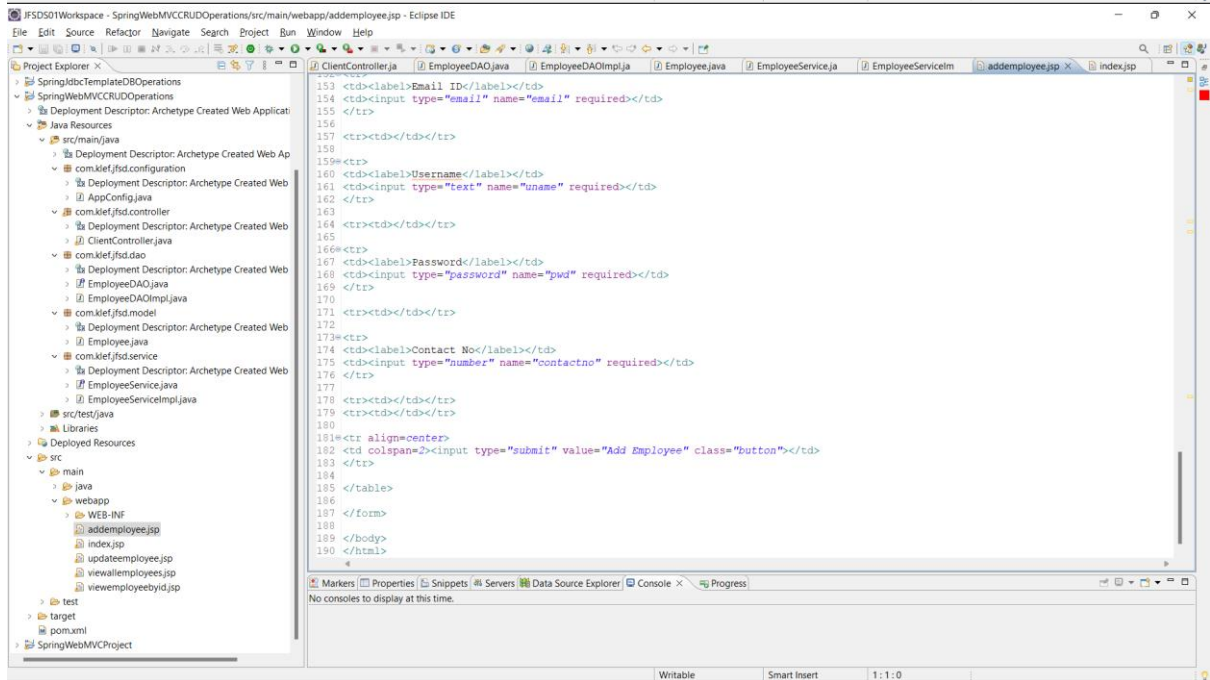 JFSDS01Workspace - SpringWebMVCCRUDOperations/src/main/webapp/addemployee.jsp - Eclipse IDE
File Edit Source Refactor Navigate Search Project Run Window Help
Project Explorer
ClientController.ja EmployeeDAO.java EmployeeDAOImpl.ja Employee.java EmployeeService.ja EmployeeServiceIm addemployee.jsp index.jsp
SpringJdbcTemplateDBOperations
SpringWebMVCCRUDOperations
Deployment Descriptor: Archetype Created Web Applicati
Java Resources
src/main/java
Deployment Descriptor: Archetype Created Web Ap
com.klef.jfsd.configuration
Deployment Descriptor: Archetype Created Web
AppConfig.java
com.klef.jfsd.controller
Deployment Descriptor: Archetype Created Web
ClientController.java
com.klef.jfsd.dao
Deployment Descriptor: Archetype Created Web
EmployeeDAO.java
EmployeeDAOImpl.java
com.klef.jfsd.model
Deployment Descriptor: Archetype Created Web
Employee.java
com.klef.jfsd.service
Deployment Descriptor: Archetype Created Web
EmployeeService.java
EmployeeServiceImpl.java
src/test/java
Libraries
Deployed Resources
src
main
java
webapp
WEB-INF
addemployee.jsp
index.jsp
updateemployee.jsp
viewallemployees.jsp
viewemployeebyid.jsp
test
target
pom.xml
SpringWebMVCProject
152 <tr>
153 <td><label>Email ID</label></td>
154 <td><input type="email" name="email" required></td>
155 </tr>
156
157 <tr><td></td></tr>
158
159 <tr>
160 <td><label>Username</label></td>
161 <td><input type="text" name="uname" required></td>
162 </tr>
163
164 <tr><td></td></tr>
165
166 <tr>
167 <td><label>Password</label></td>
168 <td><input type="password" name="pwd" required></td>
169 </tr>
170
171 <tr><td></td></tr>
172
173 <tr>
174 <td><label>Contact No</label></td>
175 <td><input type="number" name="contactno" required></td>
176 </tr>
177
178 <tr><td></td></tr>
179 <tr><td></td></tr>
180
181 <tr align=center>
182 <td colspan=2><input type="submit" value="Add Employee" class="button"></td>
183 </tr>
184
185 </table>
186
187 </form>
188
189 </body>
190 </html>
Markers Properties Snippets Servers Data Source Explorer Console Progress
No consoles to display at this time.
Writable Smart Insert 1 : 1 : 0